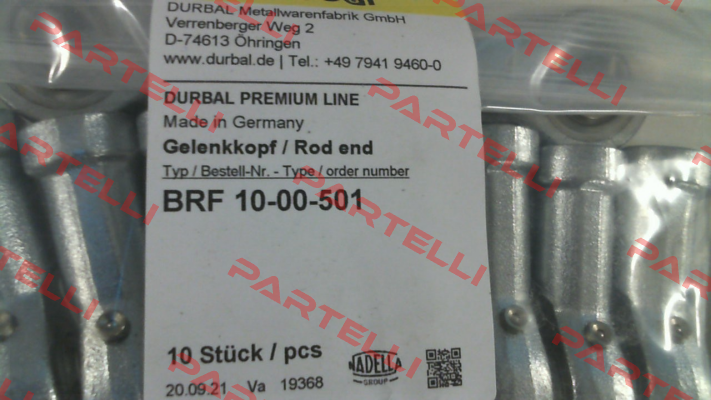 DURBAL Metallwarenfabrik GmbH
Verrenberger Weg 2
D-74613 Öhringen
www.durbal.de | Tel.: +49 7941 9460-0
DURBAL PREMIUM LINE
Made in Germany
Gelenkkopf / Rod end
Typ / Bestell-Nr. - Type / order number
BRF 10-00-501
10 Stück / pcs
20.09.21 Va 19368
NADELLA
GROUP
PARTELLI
PARTELLI
PARTELLI
PARTELLI
PARTELLI
PARTELLI
PARTELLI